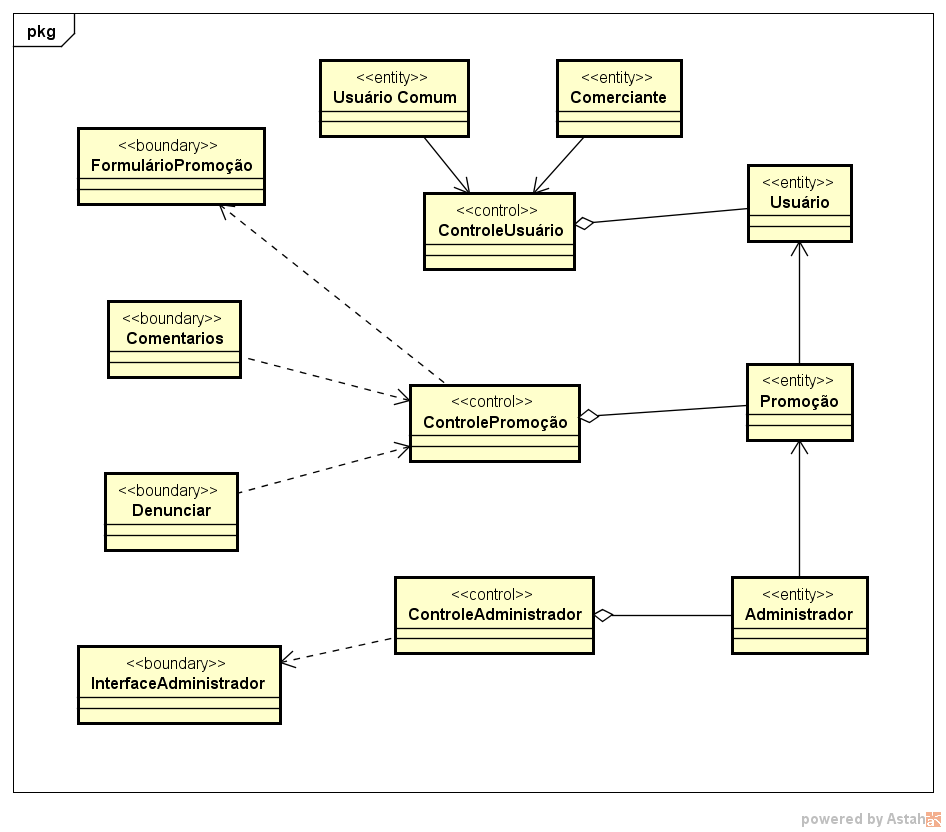 pkg
<<entity>>
Usuário Comum
<<entity>>
Comerciante
<<boundary>>
FormulárioPromoção
<<entity>>
Usuário
<<control>>
ControleUsuário
<<boundary>>
Comentarios
<<entity>>
Promoção
<<control>>
ControlePromoção
<<boundary>>
Denunciar
<<control>>
ControleAdministrador
<<entity>>
Administrador
<<boundary>>
InterfaceAdministrador
powered by Astah